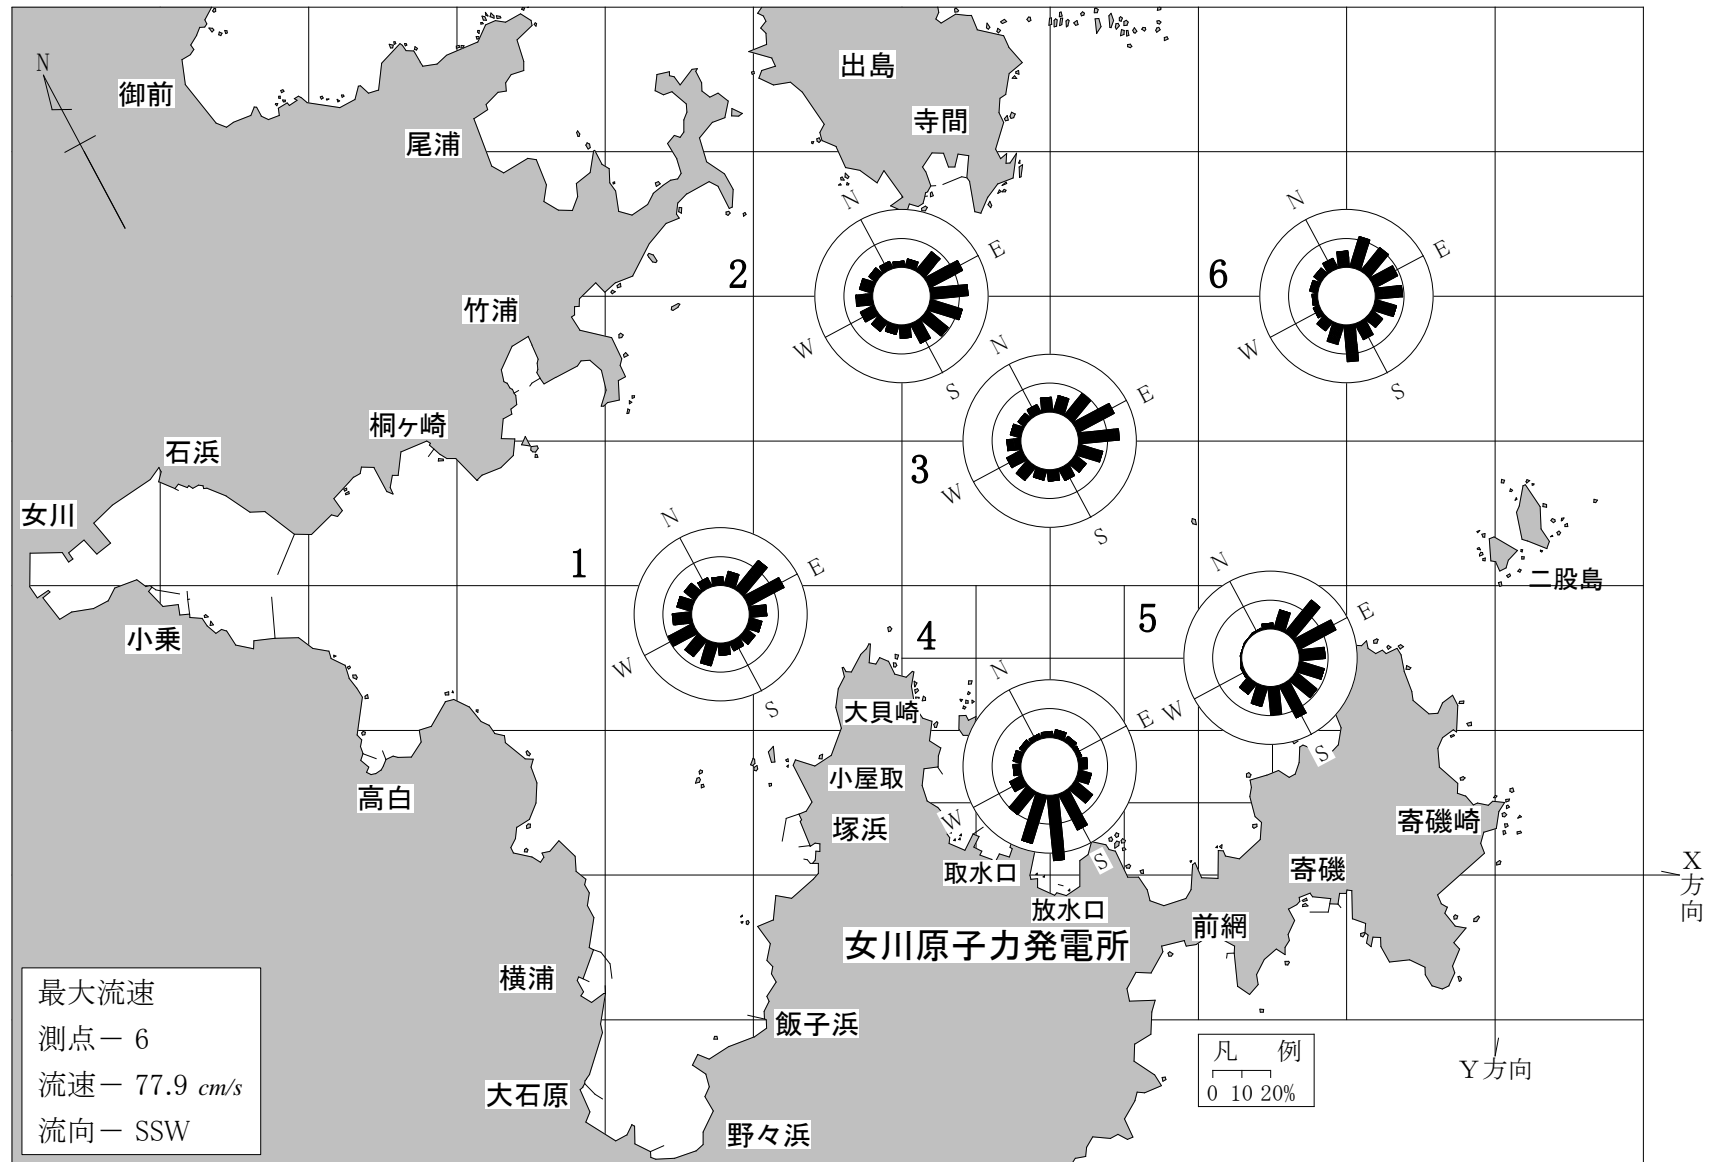 N
御前
尾浦
出島
寺間
竹浦
桐ヶ崎
石浜
女川
小乗
高白
2
N
E
W
S
6
N
E
W
S
3
N
E
W
S
1
N
E
W
S
4
N
E
W
S
5
N
E
W
S
二股島
大貝崎
小屋取
塚浜
取水口
放水口
女川原子力発電所
前網
寄磯
寄磯崎
横浦
飯子浜
大石原
野々浜
X方向
Y方向
最大流速
測点－ 6
流速－ 77.9 cm/s
流向－ SSW
凡 例
0 10 20%